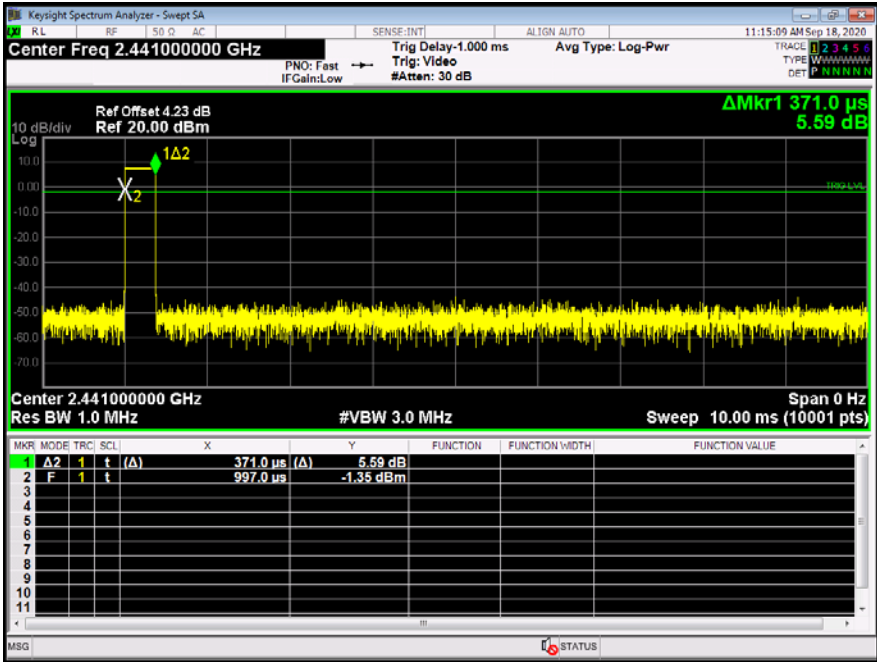 Keysight Spectrum Analyzer - Swept SA
RL RF 50 Ω AC SENSE:INT ALIGN AUTO 11:15:09 AM Sep 18, 2020
Center Freq 2.441000000 GHz
PNO: Fast
IFGain:Low
Trig Delay-1.000 ms
Trig: Video
#Atten: 30 dB
Avg Type: Log-Pwr
TRACE 1 2 3 4 5 6
TYPE W
DET P N N N N N
ΔMkr1 371.0 µs
5.59 dB
Ref Offset 4.23 dB
10 dB/div Ref 20.00 dBm
Log
1Δ2
10.0
0.00
X2
TRIG LVL
-10.0
-20.0
-30.0
-40.0
-50.0
-60.0
-70.0
Center 2.441000000 GHz Span 0 Hz
Res BW 1.0 MHz #VBW 3.0 MHz Sweep 10.00 ms (10001 pts)
MKR MODE TRC SCL X Y FUNCTION FUNCTION WIDTH FUNCTION VALUE
1 Δ2 1 t (Δ) 371.0 µs (Δ) 5.59 dB
2 F 1 t 997.0 µs -1.35 dBm
3
4
5
6
7
8
9
10
11
MSG STATUS